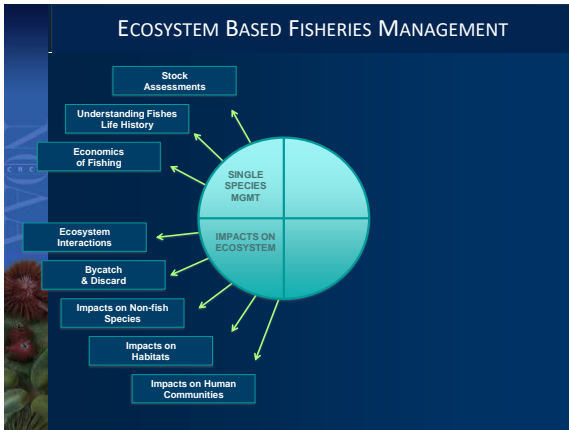 ECOSYSTEM BASED FISHERIES MANAGEMENT
Stock
Assessments
Understanding Fishes
Life History
Economics
of Fishing
SINGLE
SPECIES
MGMT
IMPACTS ON
ECOSYSTEM
Ecosystem
Interactions
Bycatch
& Discard
Impacts on Non-fish
Species
Impacts on
Habitats
Impacts on Human
Communities